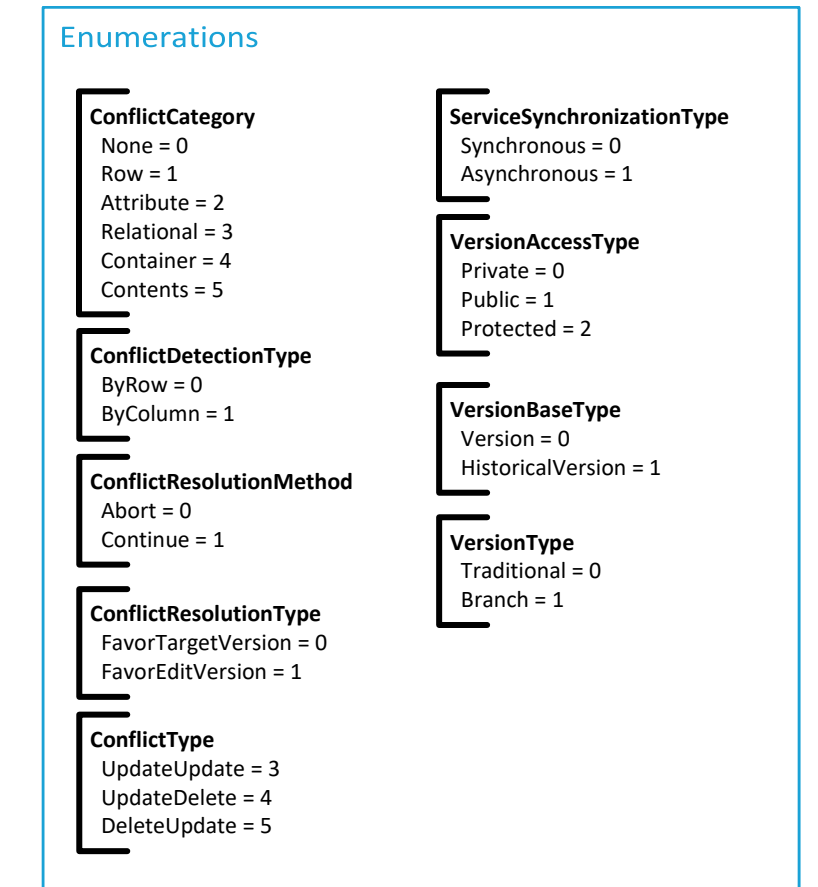 Enumerations
ConflictCategory
None = 0
Row = 1
Attribute = 2
Relational = 3
Container = 4
Contents = 5
ConflictDetectionType
ByRow = 0
ByColumn = 1
ConflictResolutionMethod
Abort = 0
Continue = 1
ConflictResolutionType
FavorTargetVersion = 0
FavorEditVersion = 1
ConflictType
UpdateUpdate = 3
UpdateDelete = 4
DeleteUpdate = 5
ServiceSynchronizationType
Synchronous = 0
Asynchronous = 1
VersionAccessType
Private = 0
Public = 1
Protected = 2
VersionBaseType
Version = 0
HistoricalVersion = 1
VersionType
Traditional = 0
Branch = 1